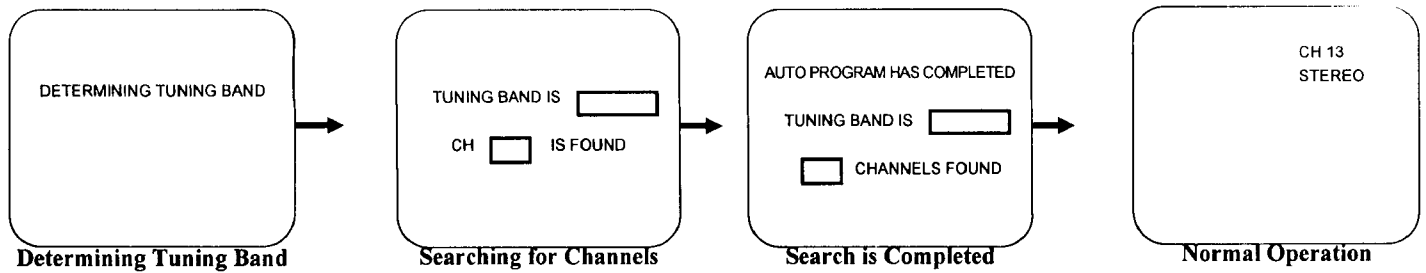 DETERMINING TUNING BAND
Determining Tuning Band
TUNING BAND IS
CH IS FOUND
Searching for Channels
AUTO PROGRAM HAS COMPLETED
TUNING BAND IS
CHANNELS FOUND
Search is Completed
CH 13
STEREO
Normal Operation